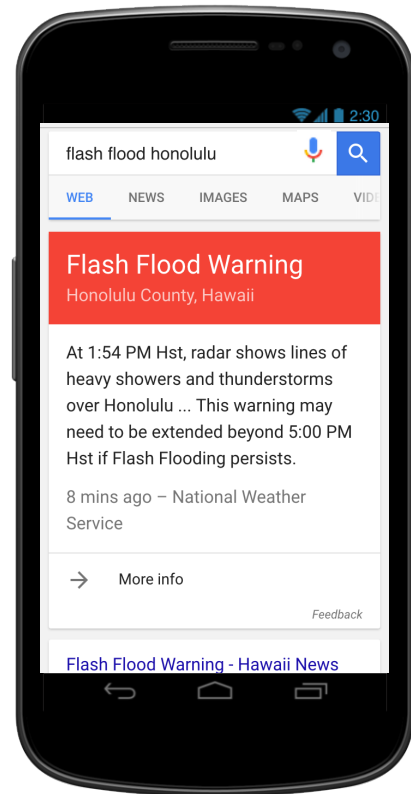 2:30
flash flood honolulu
WEB NEWS IMAGES MAPS VIDE
Flash Flood Warning
Honolulu County, Hawaii
At 1:54 PM Hst, radar shows lines of
heavy showers and thunderstorms
over Honolulu ... This warning may
need to be extended beyond 5:00 PM
Hst if Flash Flooding persists.
8 mins ago – National Weather
Service
More info
Feedback
Flash Flood Warning - Hawaii News